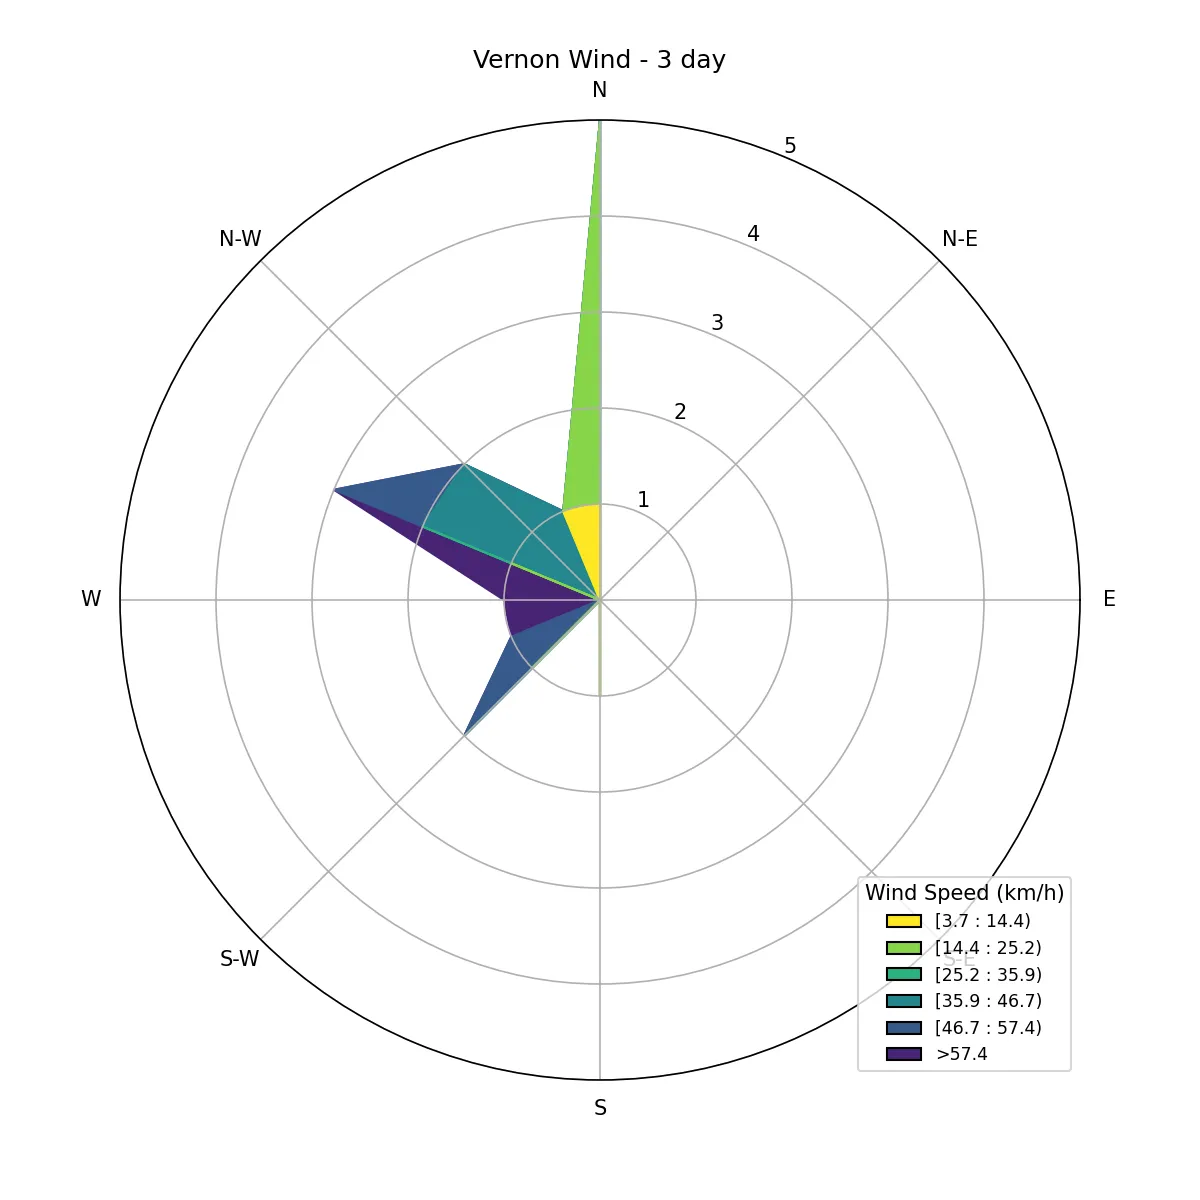 Vernon Wind - 3 day
N
5
N-W
N-E
4
3
2
1
W
E
S-W
S-E
S
Wind Speed (km/h)
[3.7 : 14.4)
[14.4 : 25.2)
[25.2 : 35.9)
[35.9 : 46.7)
[46.7 : 57.4)
>57.4